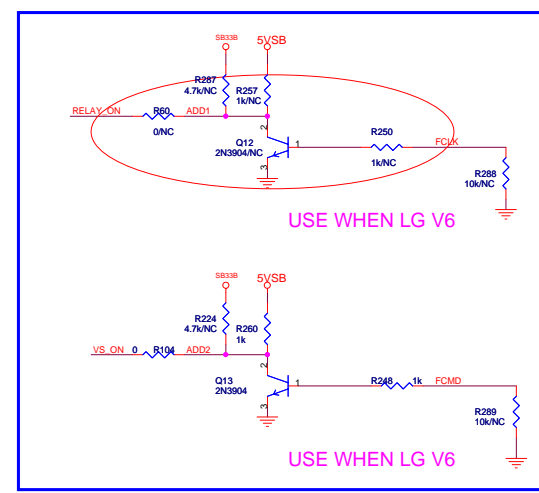 SB33B
5VSB
R287
4.7k/NC
R257
1k/NC
RELAY_ON
R60
ADD1
0/NC
2
Q12
2N3904/NC
1
3
R250
1k/NC
FCLK
R288
10k/NC
USE WHEN LG V6
SB33B
5VSB
R224
4.7k/NC
R260
1k
VS_ON
0
R104
ADD2
2
Q13
2N3904
1
3
R248
1k
FCMD
R289
10k/NC
USE WHEN LG V6